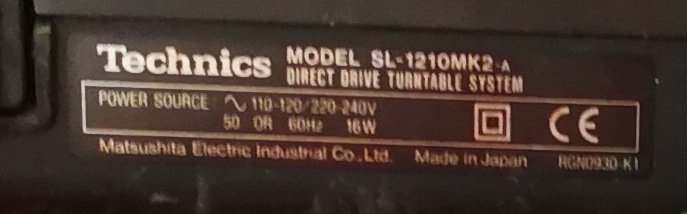 Technics MODEL SL-1210MK2-A
DIRECT DRIVE TURNTABLE SYSTEM
POWER SOURCE ∿ 110-120/220-240V
50 OR 60Hz 16W
CE
Matsushita Electric Industrial Co.,Ltd. Made in Japan RGN0930-K1